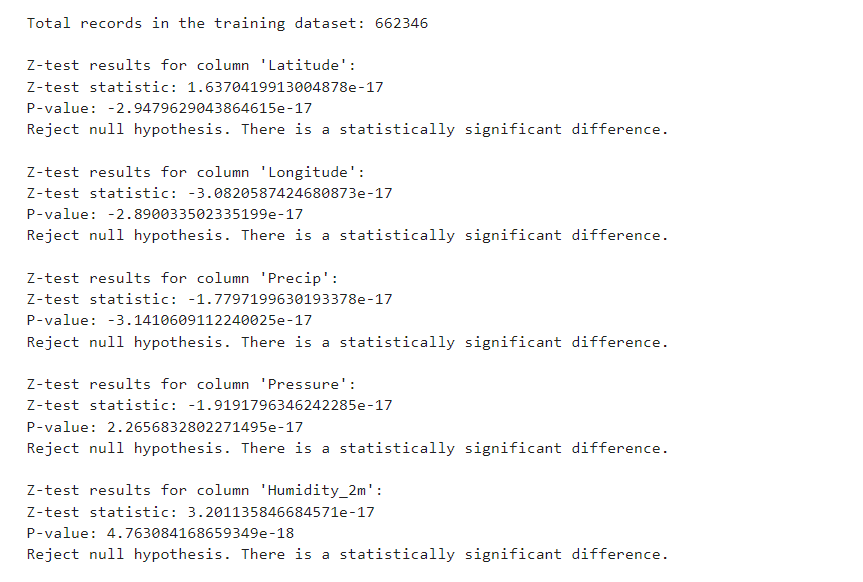 Total records in the training dataset: 662346
Z-test results for column 'Latitude':
Z-test statistic: 1.6370419913004878e-17
P-value: -2.9479629043864615e-17
Reject null hypothesis. There is a statistically significant difference.
Z-test results for column 'Longitude':
Z-test statistic: -3.0820587424680873e-17
P-value: -2.890033502335199e-17
Reject null hypothesis. There is a statistically significant difference.
Z-test results for column 'Precip':
Z-test statistic: -1.7797199630193378e-17
P-value: -3.1410609112240025e-17
Reject null hypothesis. There is a statistically significant difference.
Z-test results for column 'Pressure':
Z-test statistic: -1.9191796346242285e-17
P-value: 2.2656832802271495e-17
Reject null hypothesis. There is a statistically significant difference.
Z-test results for column 'Humidity_2m':
Z-test statistic: 3.201135846684571e-17
P-value: 4.763084168659349e-18
Reject null hypothesis. There is a statistically significant difference.